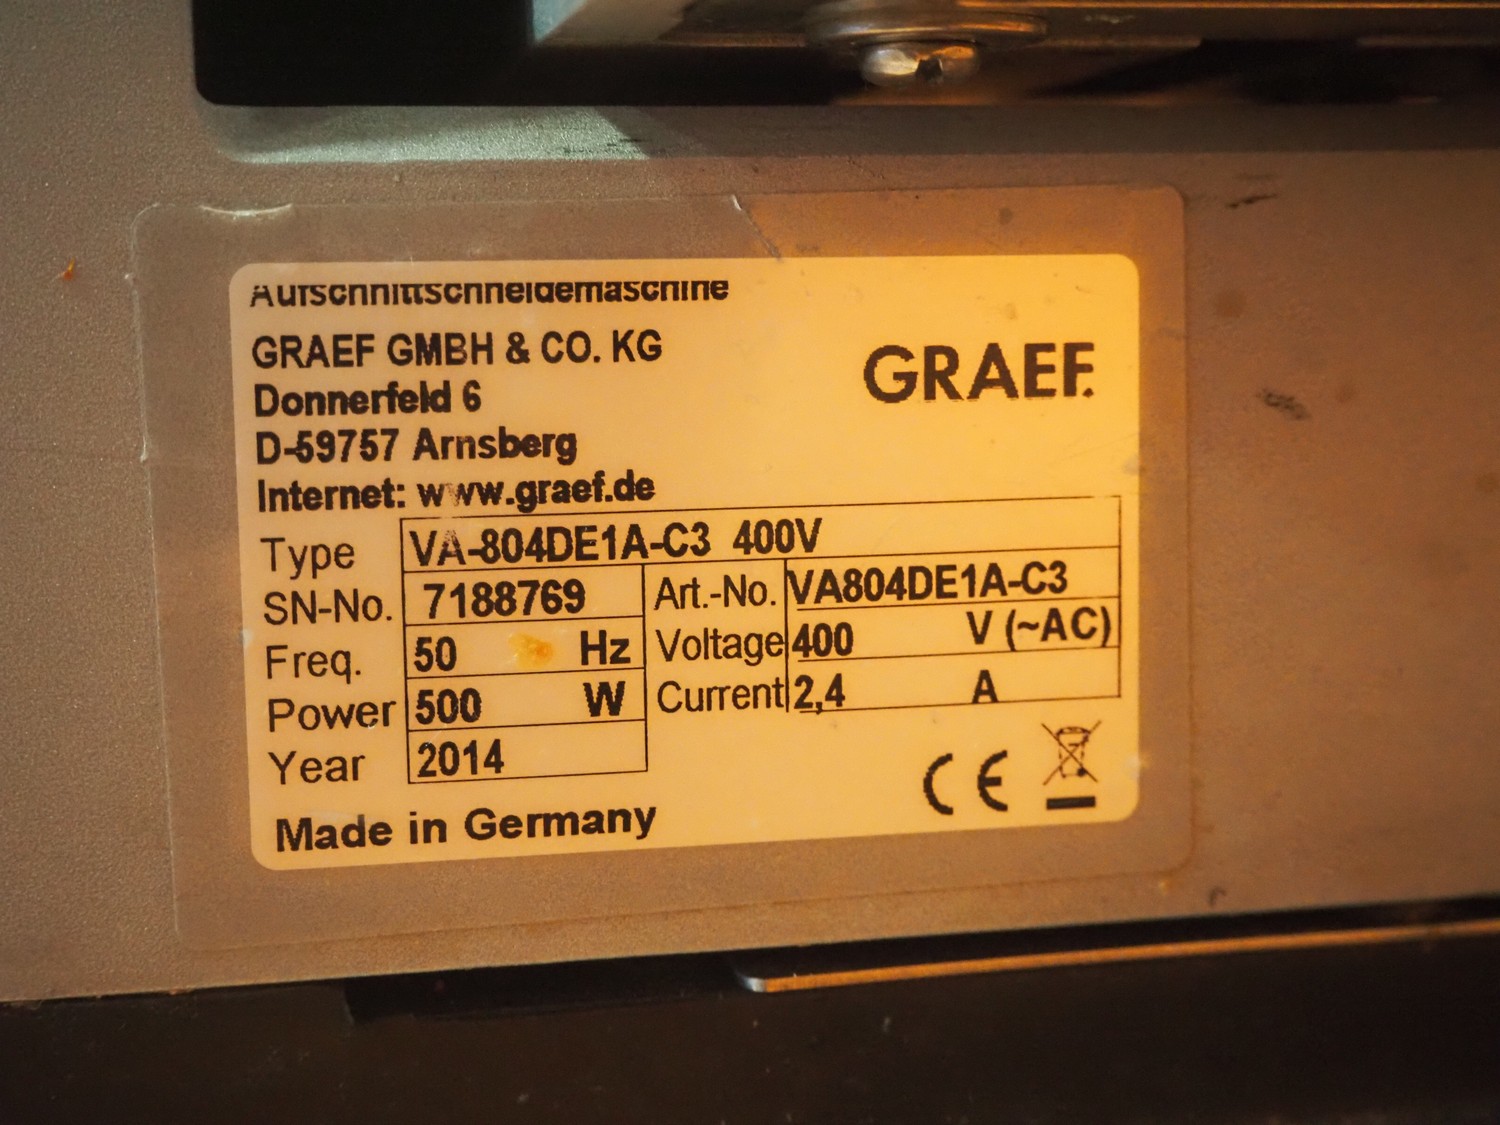 Aufschnittschneidemaschine
GRAEF GMBH & CO. KG
Donnerfeld 6
D-59757 Arnsberg
Internet: www.graef.de
GRAEF.
Type VA-804DE1A-C3 400V
SN-No. 7188769 Art.-No. VA804DE1A-C3
Freq. 50 Hz Voltage 400 V (~AC)
Power 500 W Current 2,4 A
Year 2014
Made in Germany
CE